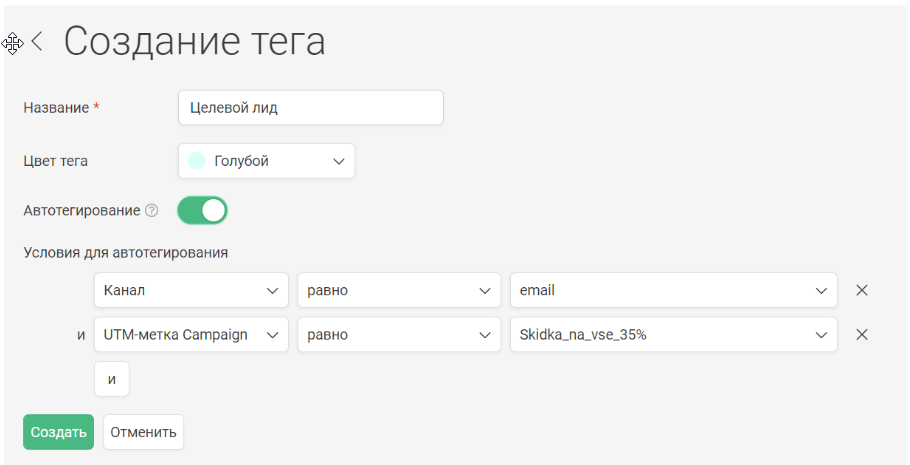 Создание тега
Название *
Целевой лид
Цвет тега
Голубой
Автотегирование ?
Условия для автотегирования
Канал равно email
и UTM-метка Campaign равно Skidka_na_vse_35%
и
Создать Отменить